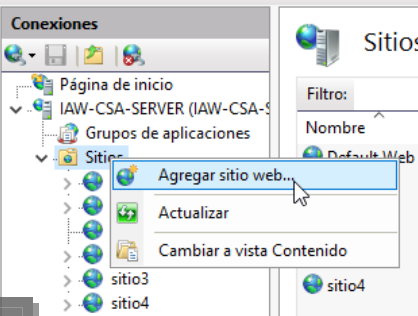 Conexiones
Página de inicio
IAW-CSA-SERVER (IAW-CSA-S
Grupos de aplicaciones
Sitios
Agregar sitio web...
Actualizar
Cambiar a vista Contenido
sitio3
sitio4
Sitios
Filtro:
Nombre
Default Web
sitio4